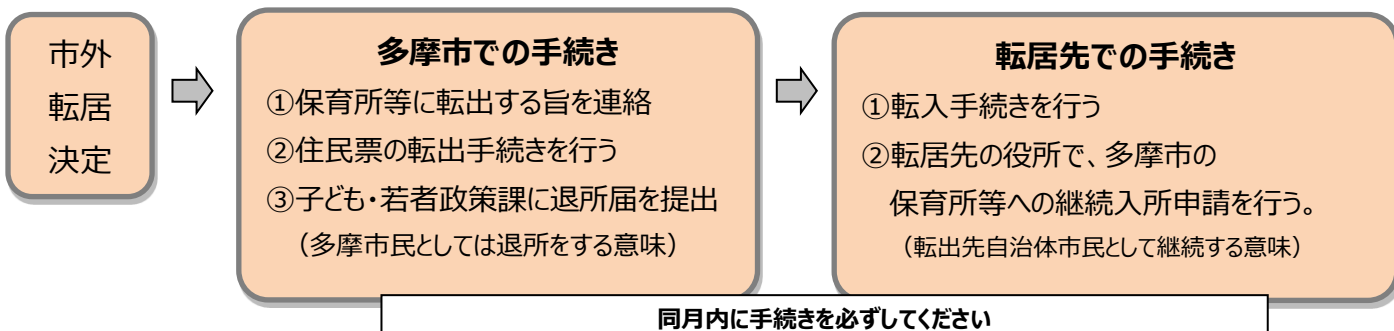 市外
転居
決定
多摩市での手続き
①保育所等に転出する旨を連絡
②住民票の転出手続きを行う
③子ども・若者政策課に退所届を提出
（多摩市民としては退所をする意味）
転居先での手続き
①転入手続きを行う
②転居先の役所で、多摩市の
保育所等への継続入所申請を行う。
（転出先自治体市民として継続する意味）
同月内に手続きを必ずしてください